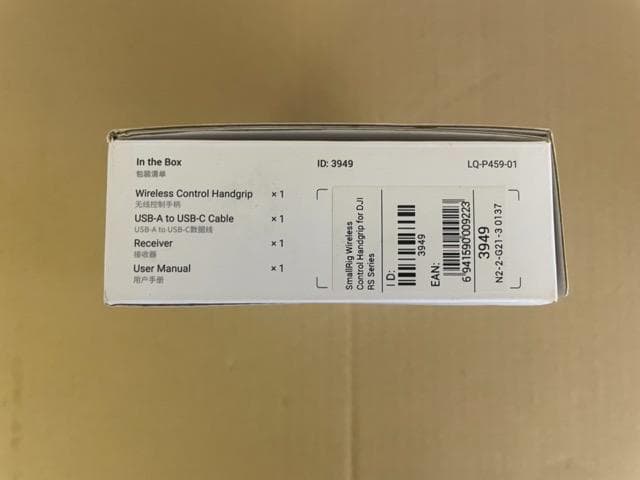 In the Box
包装清单
ID: 3949
LQ-P459-01
Wireless Control Handgrip × 1
无线控制手柄
USB-A to USB-C Cable × 1
USB-A to USB-C数据线
Receiver × 1
接收器
User Manual × 1
用户手册
SmallRig Wireless
Control Handgrip for DJI
RS Series
ID:
3949
EAN:
6941590009223
3949
N2-2-G21-3 0137